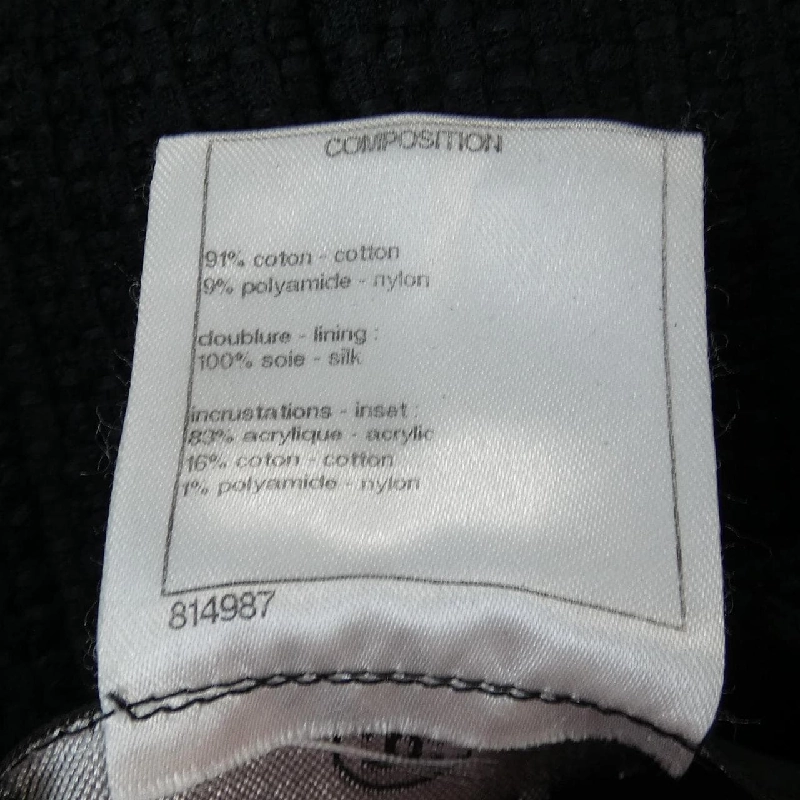 COMPOSITION
91% coton - cotton
9% polyamide - nylon
doublure - lining :
100% soie - silk
incrustations - inset :
83% acrylique - acrylic
16% coton - cotton
1% polyamide - nylon
814987